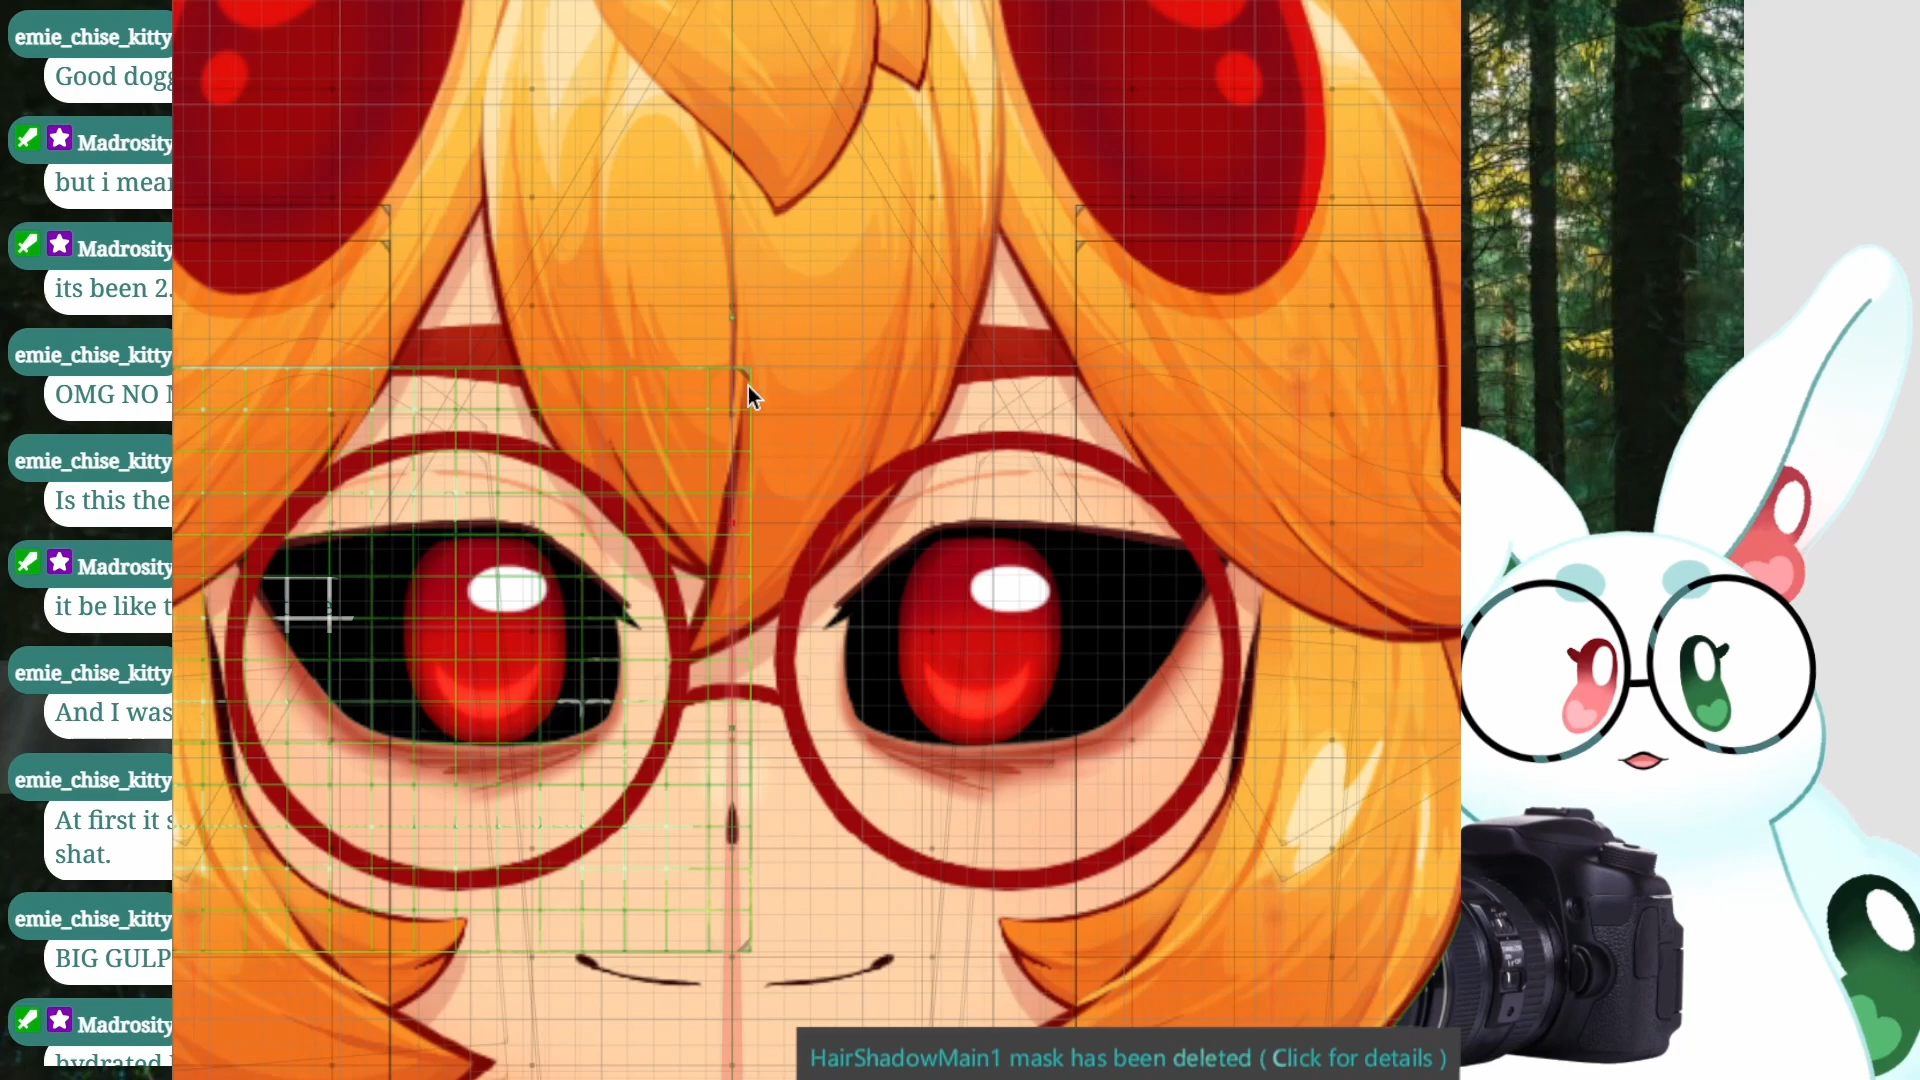 emie_chise_kitty
Good dogg
Madrosity
but i mean
Madrosity
its been 2.
emie_chise_kitty
OMG NO
emie_chise_kitty
Is this the
Madrosity
it be like t
emie_chise_kitty
And I was
emie_chise_kitty
At first it s
shat.
emie_chise_kitty
BIG GULP
Madrosity
hydrated
HairShadowMain1 mask has been deleted ( Click for details )